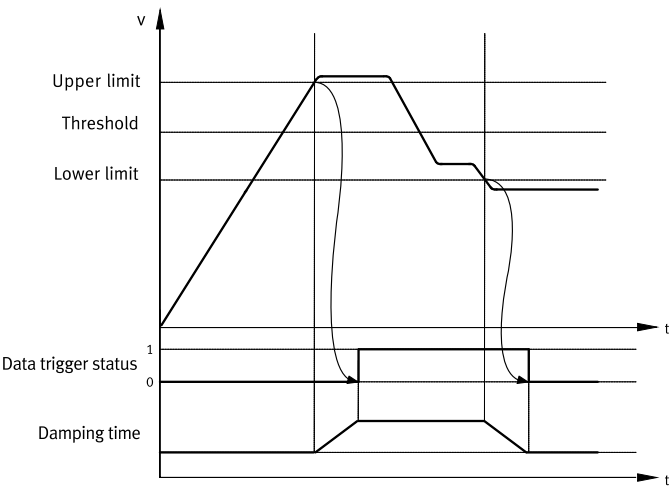 v
Upper limit
Threshold
Lower limit
t
1
Data trigger status
0
Damping time
t